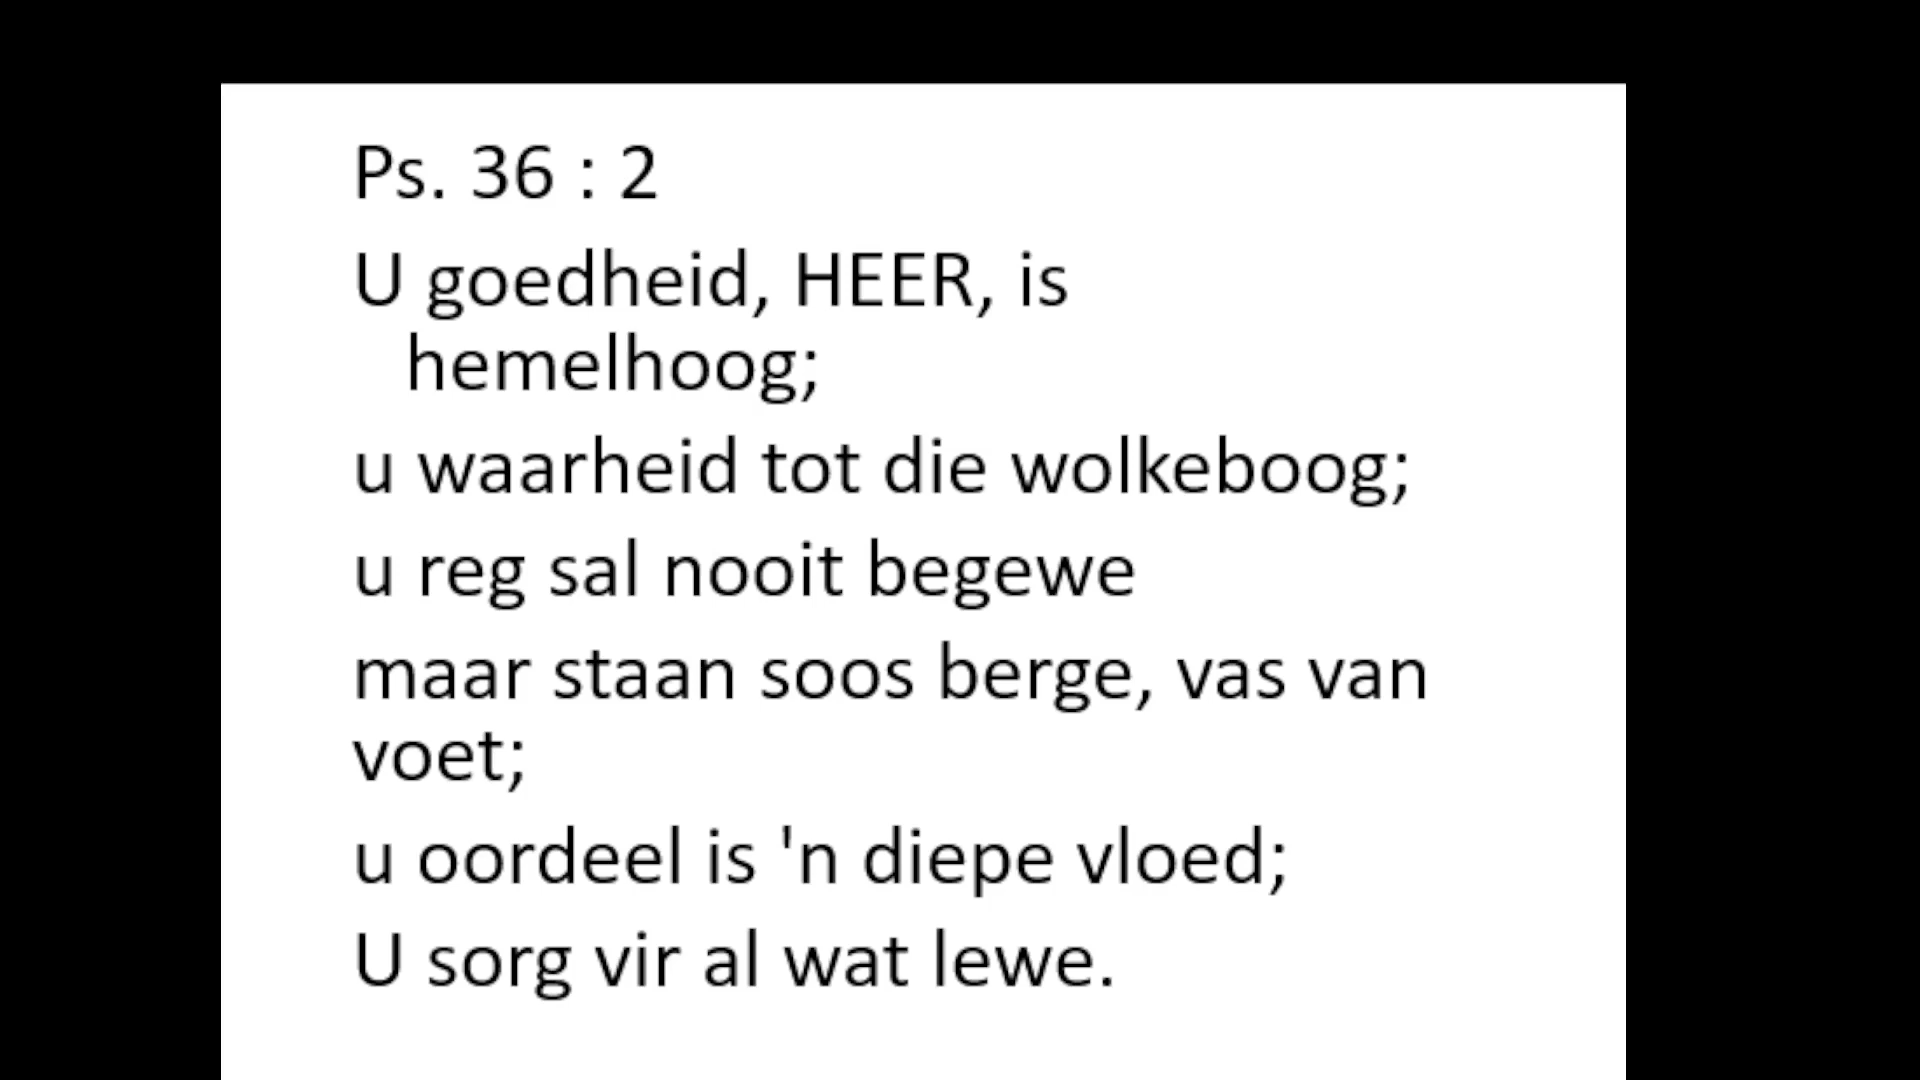 Ps. 36 : 2
U goedheid, HEER, is
hemelhoog;
u waarheid tot die wolkeboog;
u reg sal nooit begewe
maar staan soos berge, vas van
voet;
u oordeel is 'n diepe vloed;
U sorg vir al wat lewe.